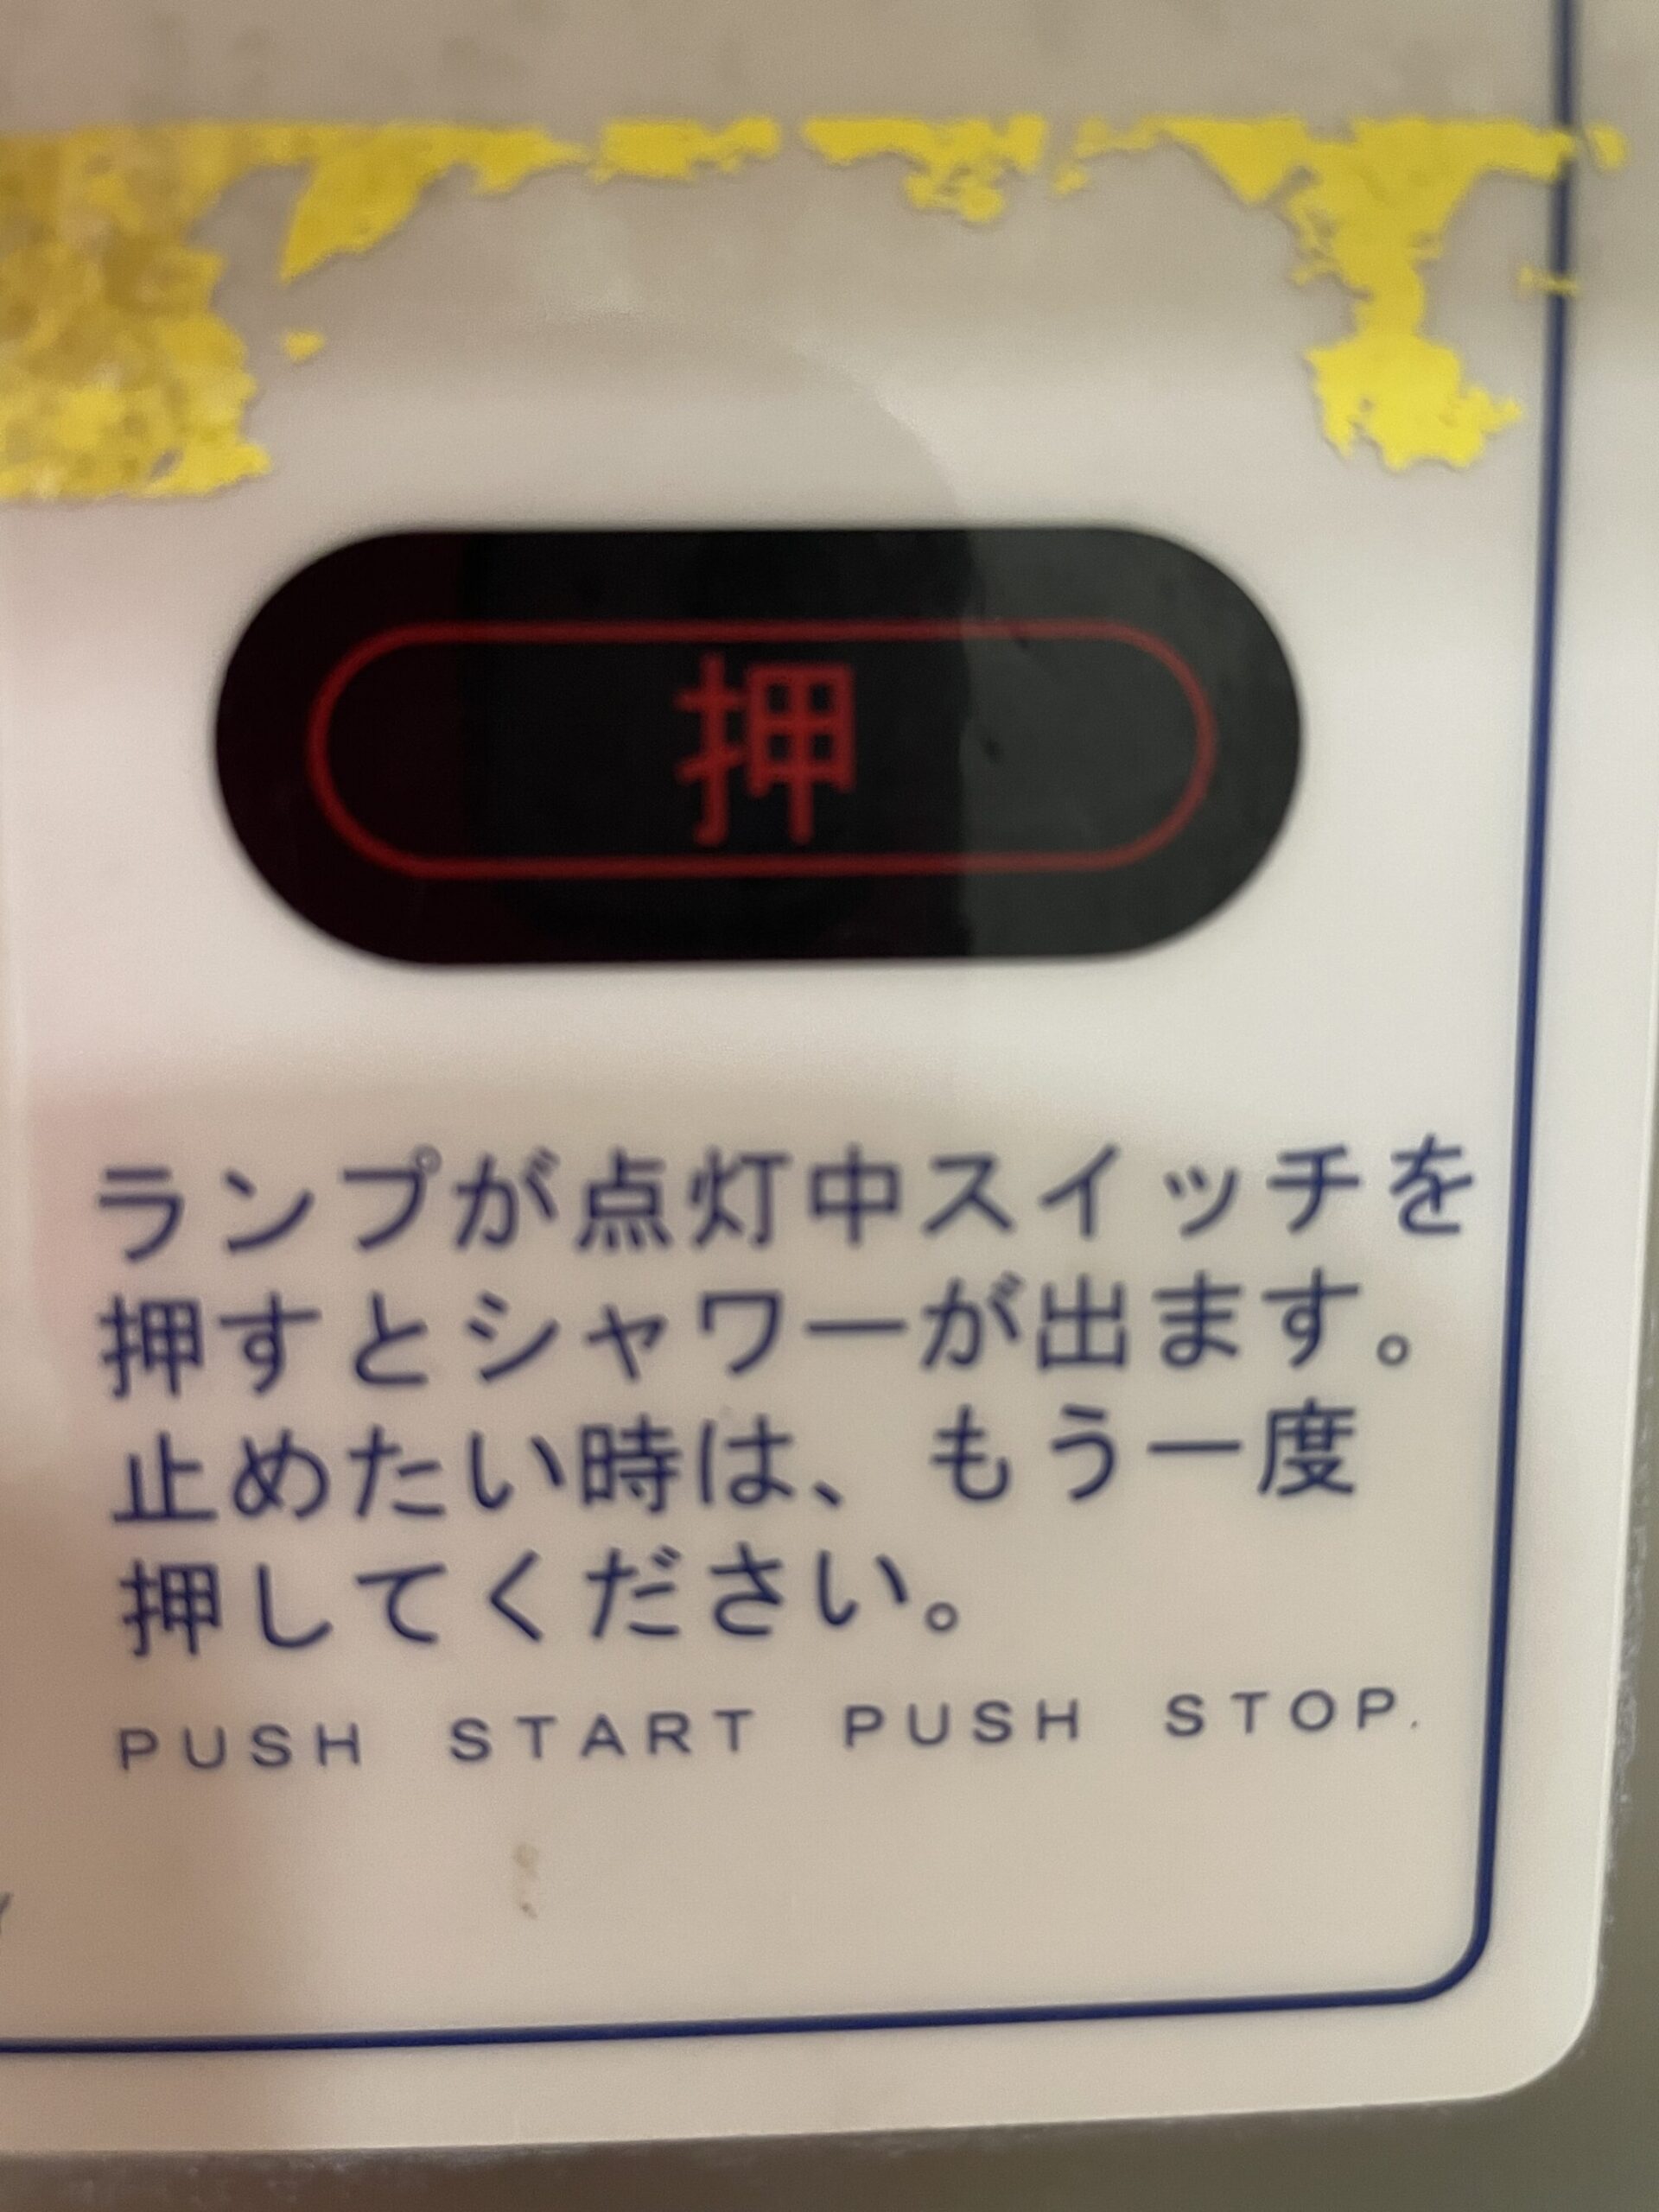 押
ランプが点灯中スイッチを
押すとシャワーが出ます。
止めたい時は、もう一度
押してください。
PUSH START PUSH STOP.